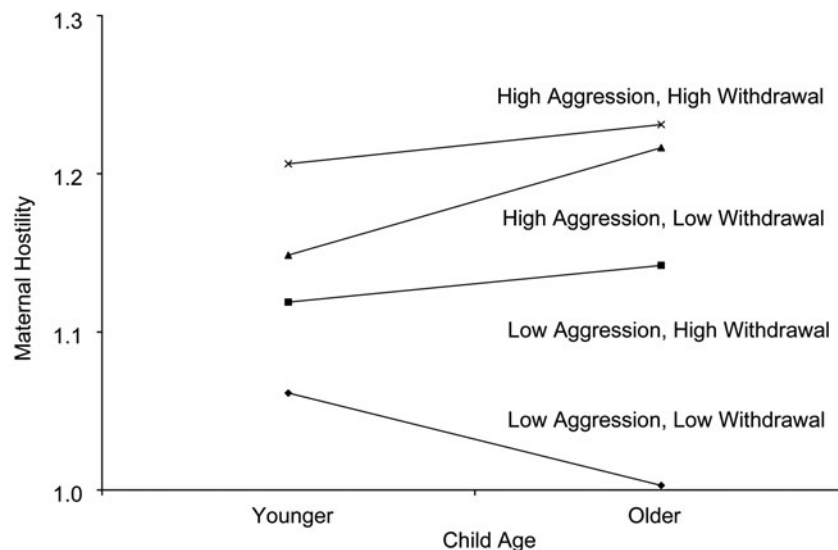 1.3
High Aggression, High Withdrawal
1.2
High Aggression, Low Withdrawal
Maternal Hostility
1.1
Low Aggression, High Withdrawal
Low Aggression, Low Withdrawal
1.0
Younger
Older
Child Age